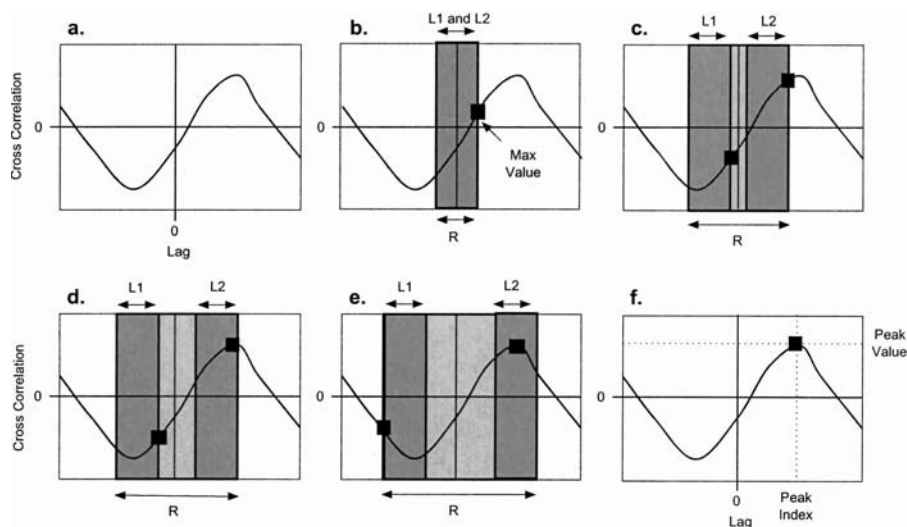 a.
Cross Correlation
0
0
Lag
b.
L1 and L2
0
Max
Value
R
c.
L1
L2
0
R
d.
L1
L2
Cross Correlation
0
R
e.
L1
L2
0
R
f.
0
Peak
Value
0
Lag
Peak
Index